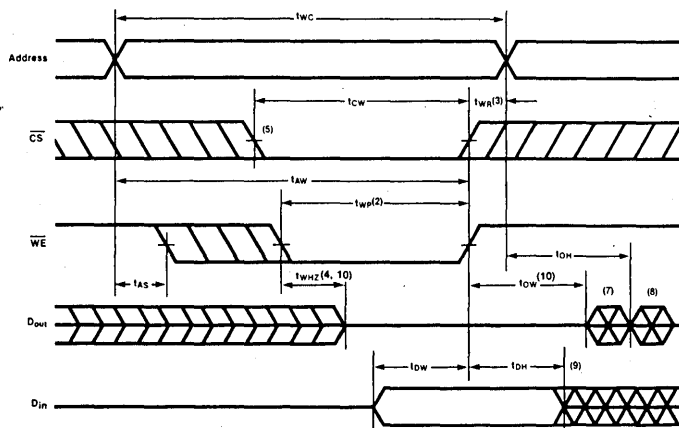 tWC
Address
tCW
tWR(3)
CS
(5)
tAW
tWP(2)
WE
tAS
tWHZ(4, 10)
tOW(10)
tOH
Dout
(7)
(8)
tDW
tDH
(9)
Din